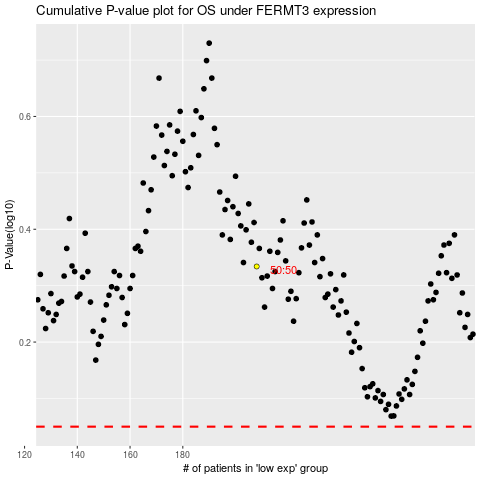 Cumulative P-value plot for OS under FERMT3 expression
P-Value(log10)
0.6
0.4
0.2
50:50
120 140 160 180
# of patients in 'low exp' group